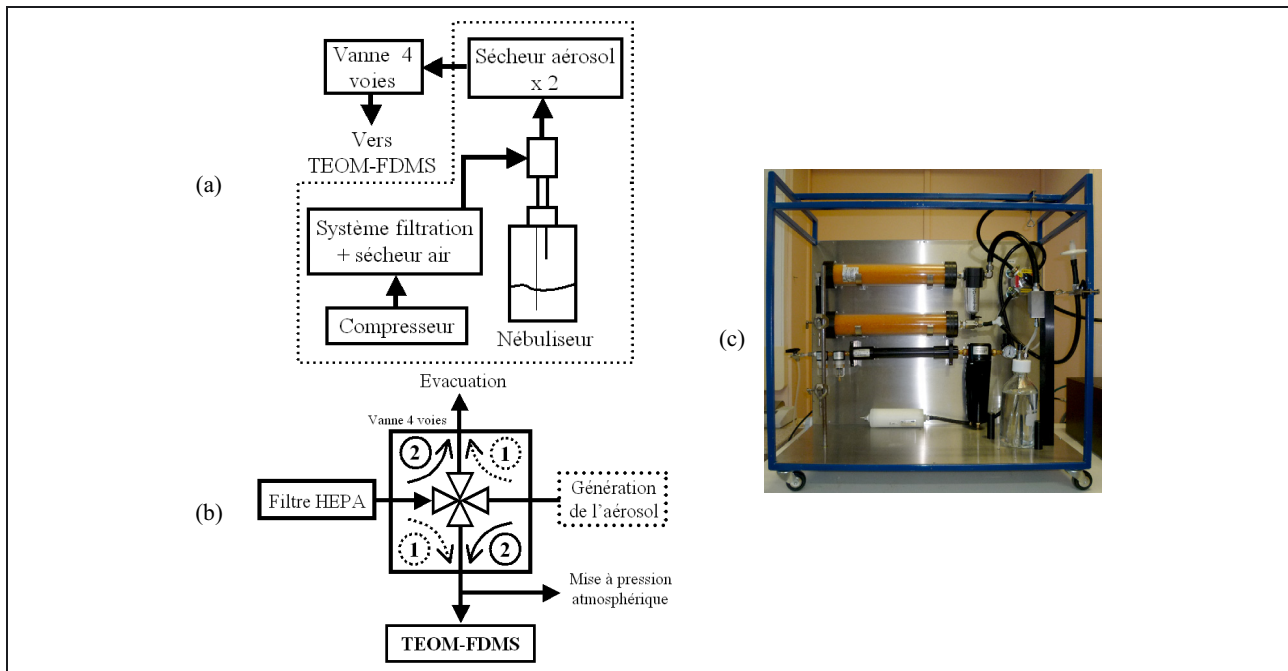 (a)
Vanne 4
voies
Sécheur aérosol
x 2
Vers
TEOM-FDMS
Système filtration
+ sécheur air
Compresseur
Nébuliseur
(b)
Evacuation
Vanne 4 voies
2
1
Filtre HEPA
Génération
de l'aérosol
1
2
Mise à pression
atmosphérique
TEOM-FDMS
(c)